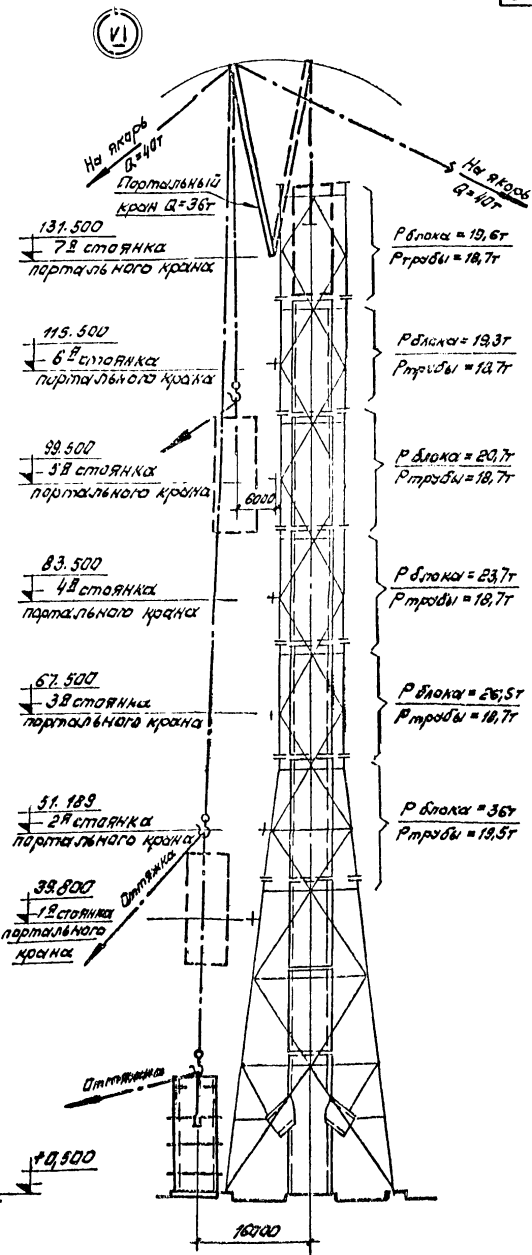 VI
На якорь
Q=40т
На якорь
Q=40т
Портальный
кран Q=36т
131.500
7я стоянка
портального крана
Р блока = 19,6т
Р трубы = 18,7т
115.500
6я стоянка
портального крана
Р блока = 19,3т
Р трубы = 18,7т
99.500
5я стоянка
портального крана
6000
Р блока = 20,7т
Р трубы = 18,7т
83.500
4я стоянка
портального крана
Р блока = 23,7т
Р трубы = 18,7т
67.500
3я стоянка
портального крана
Р блока = 26,5т
Р трубы = 18,7т
51.189
2я стоянка
портального крана
Р блока = 36т
Р трубы = 19,5т
Оттяжка
39.800
1я стоянка
портального
крана
Оттяжка
+0,500
16000